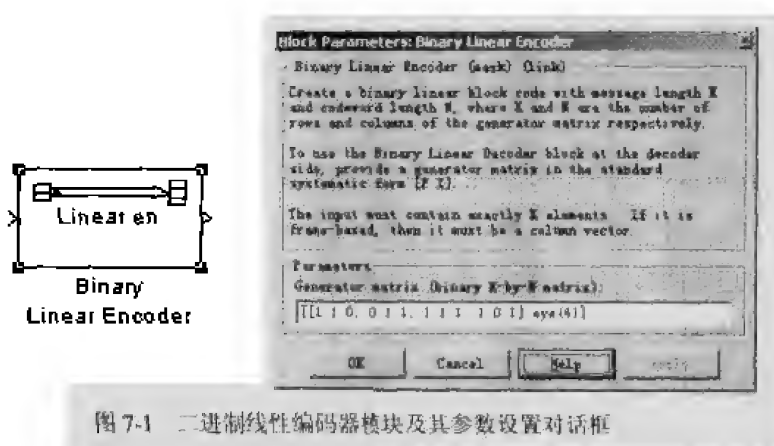 Linear en
Binary
Linear Encoder
Block Parameters: Binary Linear Encoder
Binary Linear Encoder (mask) (link)
Create a binary linear block code with message length K
and codeword length N, where K and N are the number of
rows and columns of the generator matrix respectively.
To use the Binary Linear Decoder block at the decoder
side, provide a generator matrix in the standard
systematic form [P I].
The input must contain exactly K elements. If it is
frame-based, then it must be a column vector.
Parameters
Generator matrix (binary K-by-N matrix):
[[1 1 0; 0 1 1; 1 1 1; 1 0 1] eye(4)]
OK
Cancel
Help
Apply
图 7-1 二进制线性编码器模块及其参数设置对话框